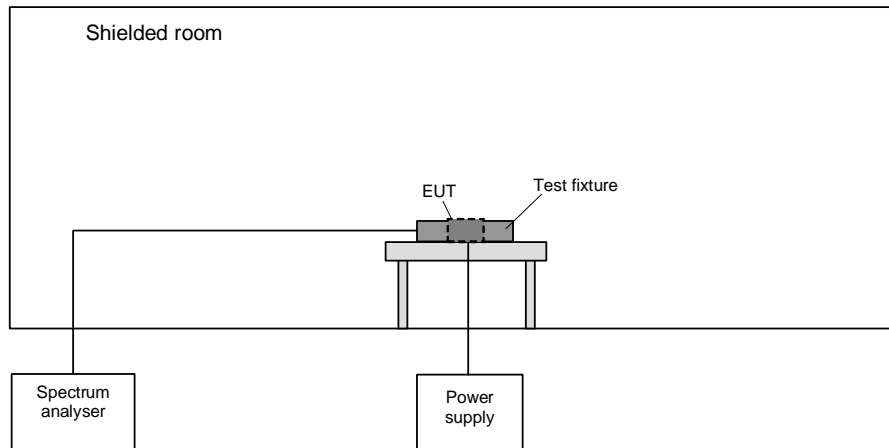 Shielded room
EUT
Test fixture
Spectrum
analyser
Power
supply